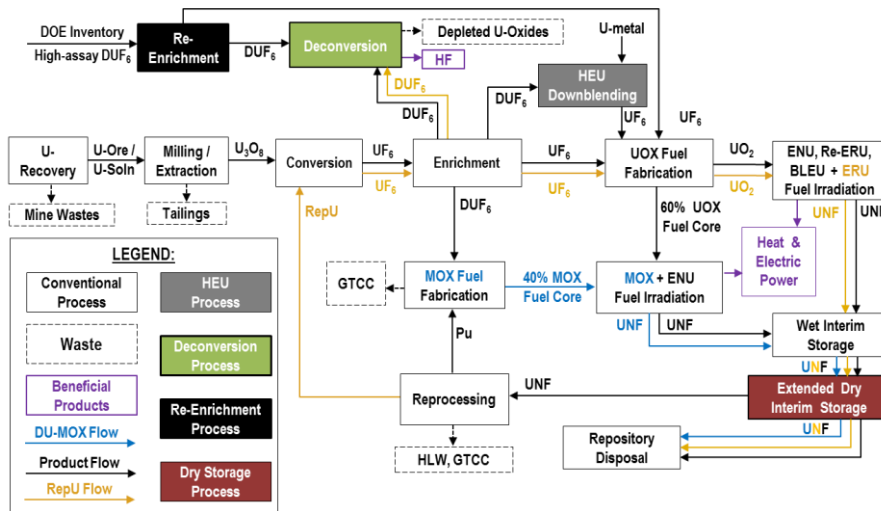 DOE Inventory
High-assay DUF6
Re-
Enrichment
DUF6
Deconversion
Depleted U-Oxides
HF
U-metal
HEU
Downblending
DUF6
DUF6
DUF6
UF6
UF6
U-
Recovery
U-Ore /
U-Soln
Milling /
Extraction
U3O8
Conversion
UF6
UF6
Enrichment
UF6
UF6
UOX Fuel
Fabrication
UO2
UO2
ENU, Re-ERU,
BLEU + ERU
Fuel Irradiation
Mine Wastes
Tailings
RepU
DUF6
60% UOX
Fuel Core
UNF
UNF
Heat &
Electric
Power
GTCC
MOX Fuel
Fabrication
40% MOX
Fuel Core
MOX + ENU
Fuel Irradiation
UNF
UNF
Wet Interim
Storage
UNF
Pu
Reprocessing
UNF
Extended Dry
Interim Storage
UNF
HLW, GTCC
Repository
Disposal
LEGEND:
Conventional
Process
HEU
Process
Waste
Deconversion
Process
Beneficial
Products
Re-Enrichment
Process
DU-MOX Flow
Product Flow
RepU Flow
Dry Storage
Process